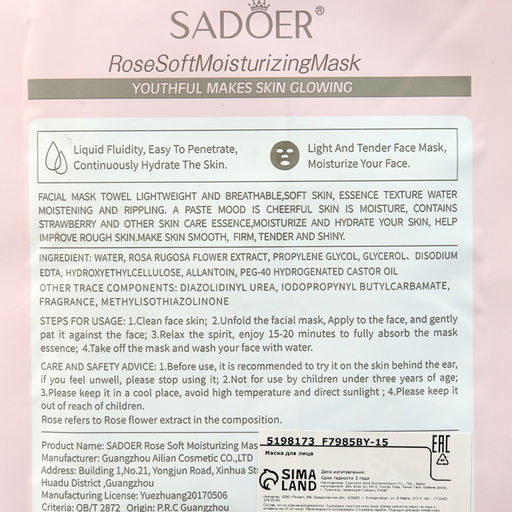 SADOER®
RoseSoftMoisturizingMask
YOUTHFUL MAKES SKIN GLOWING
Liquid Fluidity, Easy To Penetrate,
Continuously Hydrate The Skin.
Light And Tender Face Mask,
Moisturize Your Face.
FACIAL MASK TOWEL LIGHTWEIGHT AND BREATHABLE,SOFT SKIN, ESSENCE TEXTURE WATER
MOISTENING AND RIPPLING. A PASTE MOOD IS CHEERFUL SKIN IS MOISTURE, CONTAINS
STRAWBERRY AND OTHER SKIN CARE ESSENCE,MOISTURIZE AND HYDRATE YOUR SKIN, HELP
IMPROVE ROUGH SKIN.MAKE SKIN SMOOTH, FIRM, TENDER AND SHINY.
INGREDIENT: WATER, ROSA RUGOSA FLOWER EXTRACT, PROPYLENE GLYCOL, GLYCEROL, DISODIUM
EDTA, HYDROXYETHYLCELLULOSE, ALLANTOIN, PEG-40 HYDROGENATED CASTOR OIL
OTHER TRACE COMPONENTS: DIAZOLIDINYL UREA, IODOPROPYNYL BUTYLCARBAMATE,
FRAGRANCE, METHYLISOTHIAZOLINONE
STEPS FOR USAGE: 1.Clean face skin; 2.Unfold the facial mask, Apply to the face, and gently
pat it against the face; 3.Relax the spirit, enjoy 15-20 minutes to fully absorb the mask
essence; 4.Take off the mask and wash your face with water.
CARE AND SAFETY ADVICE: 1.Before use, it is recommended to try it on the skin behind the ear,
if you feel unwell, please stop using it; 2.Not for use by children under three years of age;
3.Please keep it in a cool place, avoid high temperature and direct sunlight ; 4.Please keep it
out of reach of children.
Rose refers to Rose flower extract in the composition.
Product Name: SADOER Rose Soft Moisturizing Mas
Manufacturer: Guangzhou Ailian Cosmetic CO.,LTD
Address: Building 1,No.21, Yongjun Road, Xinhua St
Huadu District ,Guangzhou
Manufacturing License: Yuezhuang20170506
Criteria: QB/T 2872 Origin: P.R.C Guangzhou
5198173 F7985BY-15
Маска для лица
EAC
SIMA
LAND
Дата изготовления:
Срок годности 3 года